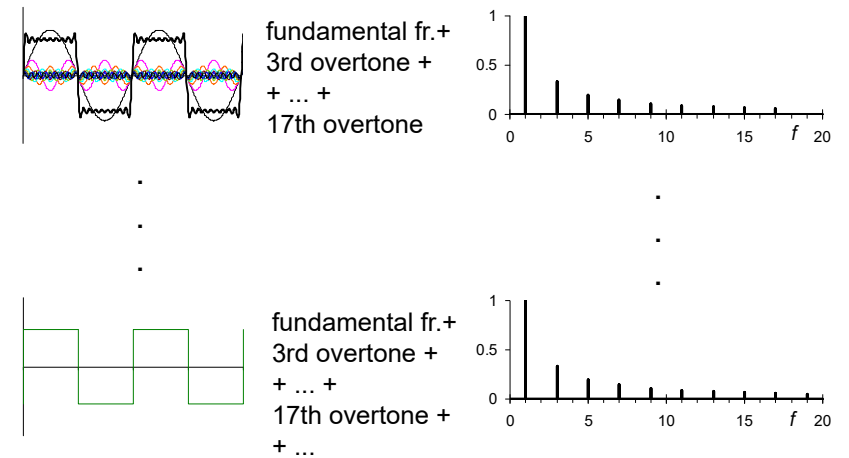 fundamental fr.+
3rd overtone +
+ ... +
17th overtone
1
0.5
0
0 5 10 15 f 20
fundamental fr.+
3rd overtone +
+ ... +
17th overtone +
+ ...
1
0.5
0
0 5 10 15 f 20